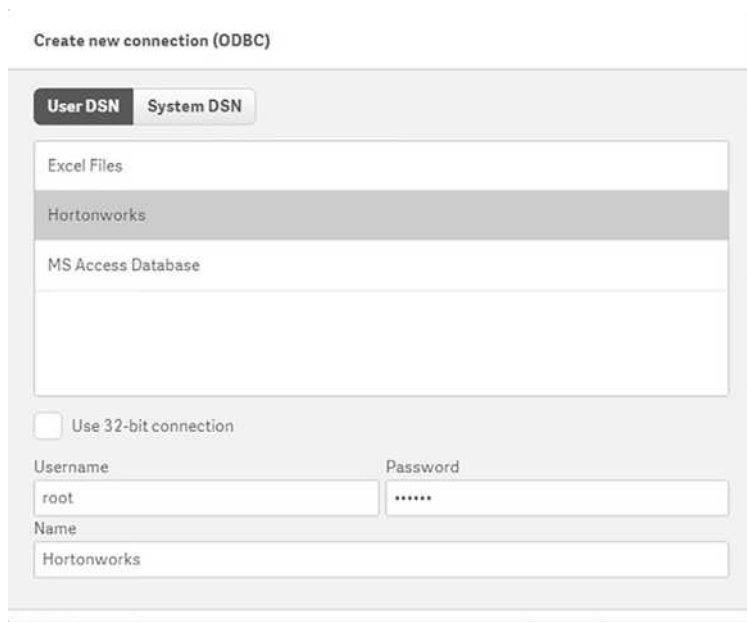 Create new connection (ODBC)
User DSN System DSN
Excel Files
Hortonworks
MS Access Database
Use 32-bit connection
Username Password
root ••••••
Name
Hortonworks